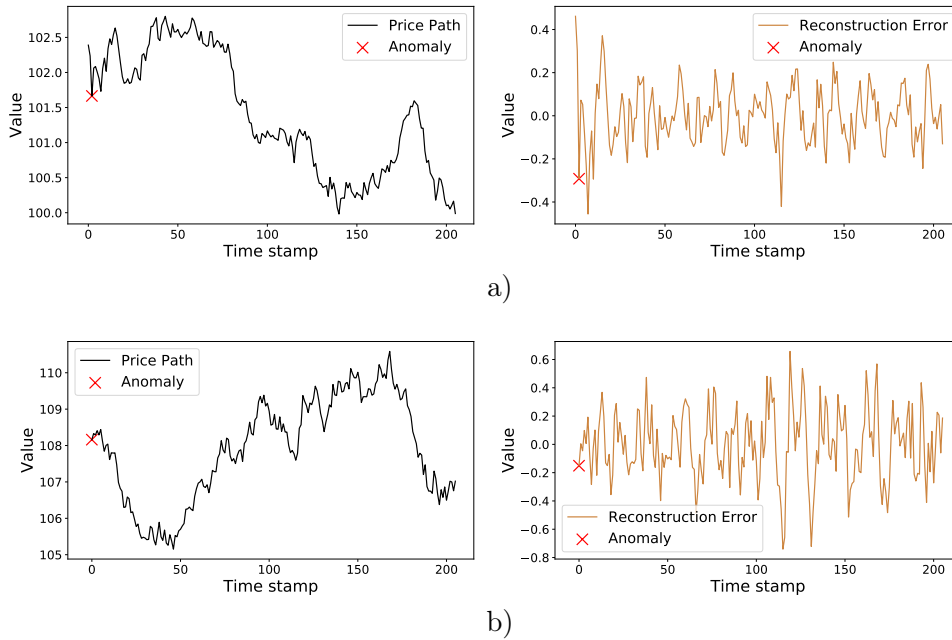 Price Path
Anomaly
Value
102.5
102.0
101.5
101.0
100.5
100.0
0
50
100
150
200
Time stamp
Reconstruction Error
Anomaly
Value
0.4
0.2
0.0
−0.2
−0.4
0
50
100
150
200
Time stamp
a)
Price Path
Anomaly
Value
110
109
108
107
106
105
0
50
100
150
200
Time stamp
Reconstruction Error
Anomaly
Value
0.6
0.4
0.2
0.0
−0.2
−0.4
−0.6
−0.8
0
50
100
150
200
Time stamp
b)